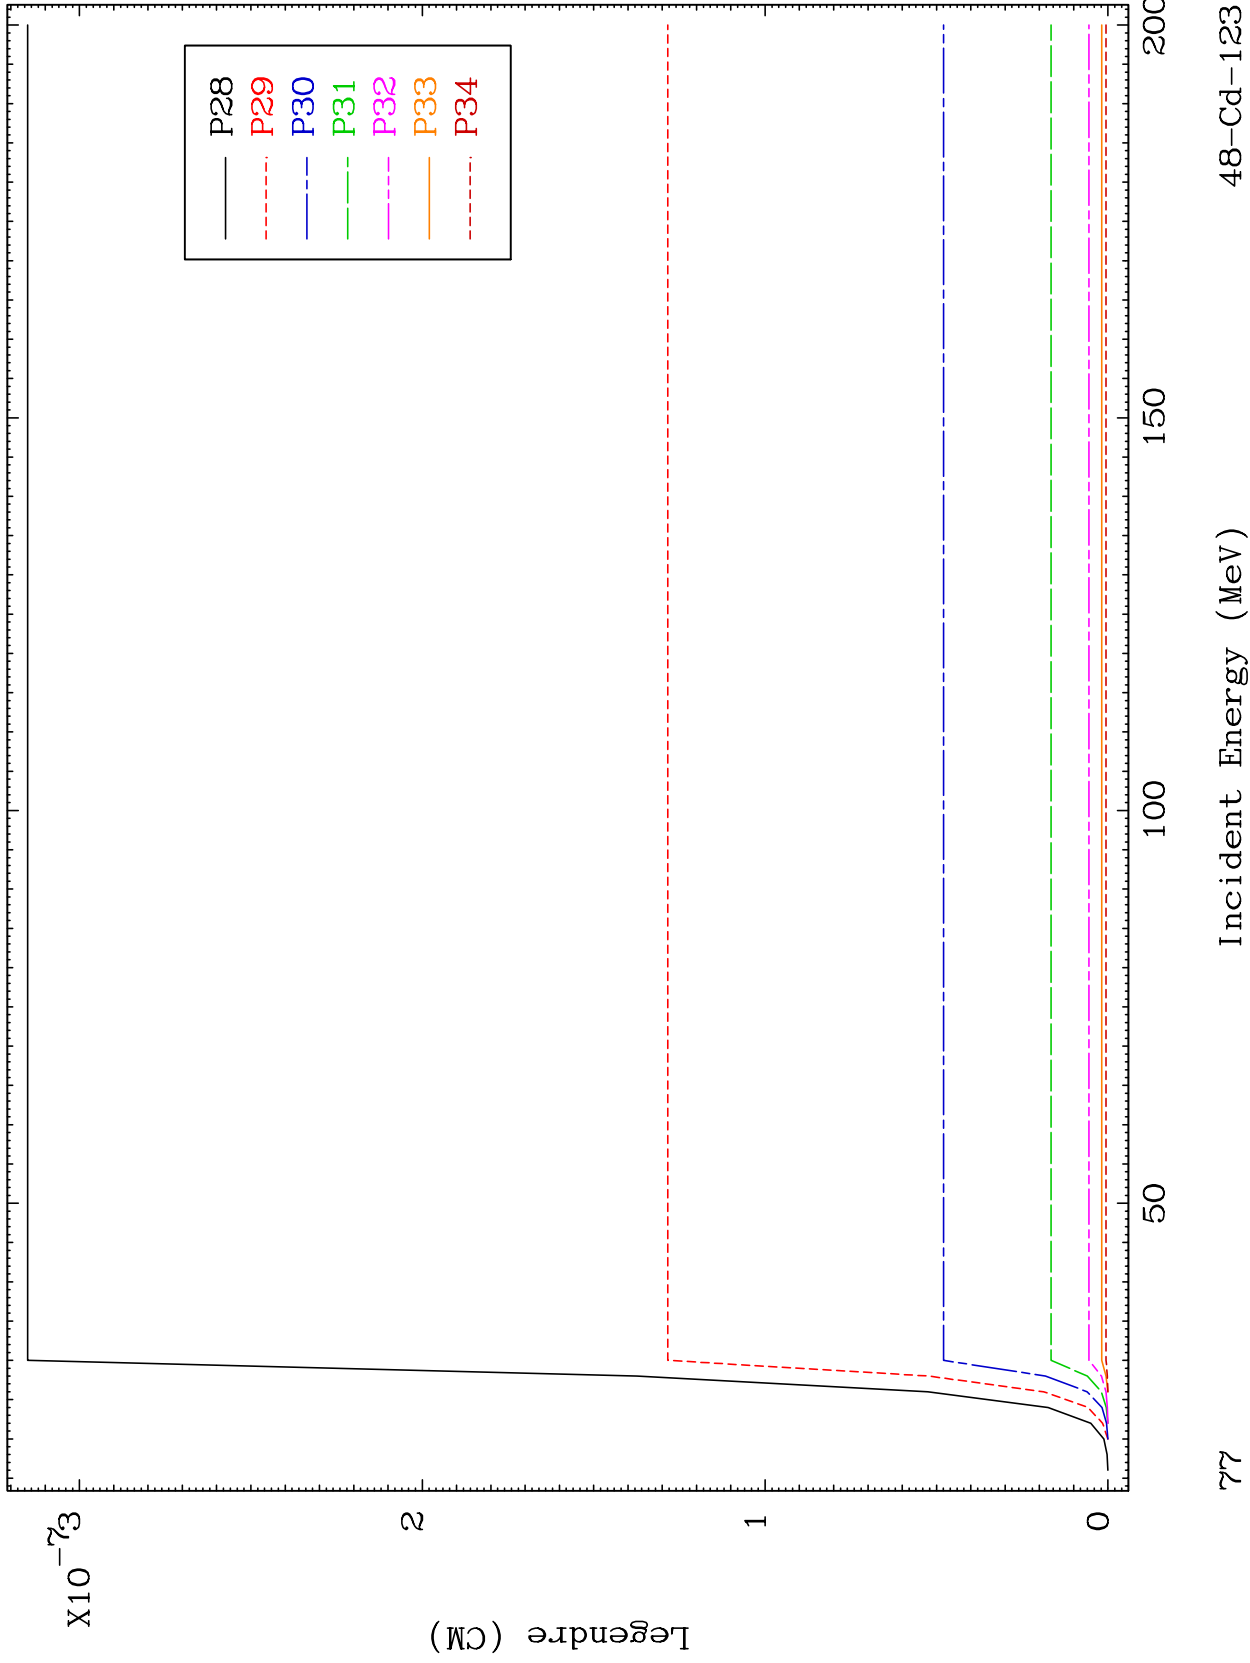 X10-7
3
2
1
0
Legendre (CM)
P28
P29
P30
P31
P32
P33
P34
50
100
150
200
Incident Energy (MeV)
77
48-Cd-123